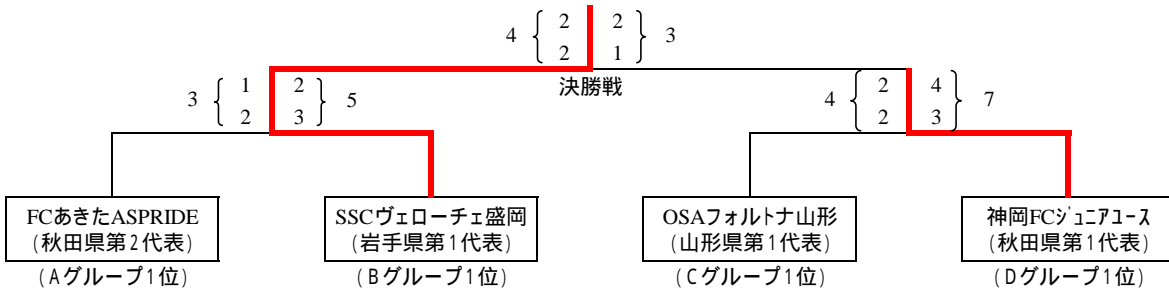 4 { 2 2 } 3
2 1
決勝戦
3 { 1 2 } 5
2 3
4 { 2 4 } 7
2 3
FCあきたASPRIDE
(秋田県第2代表)
(Aグループ1位)
SSCヴェローチェ盛岡
(岩手県第1代表)
(Bグループ1位)
OSAフォルトナ山形
(山形県第1代表)
(Cグループ1位)
神岡FCジュニアユース
(秋田県第1代表)
(Dグループ1位)